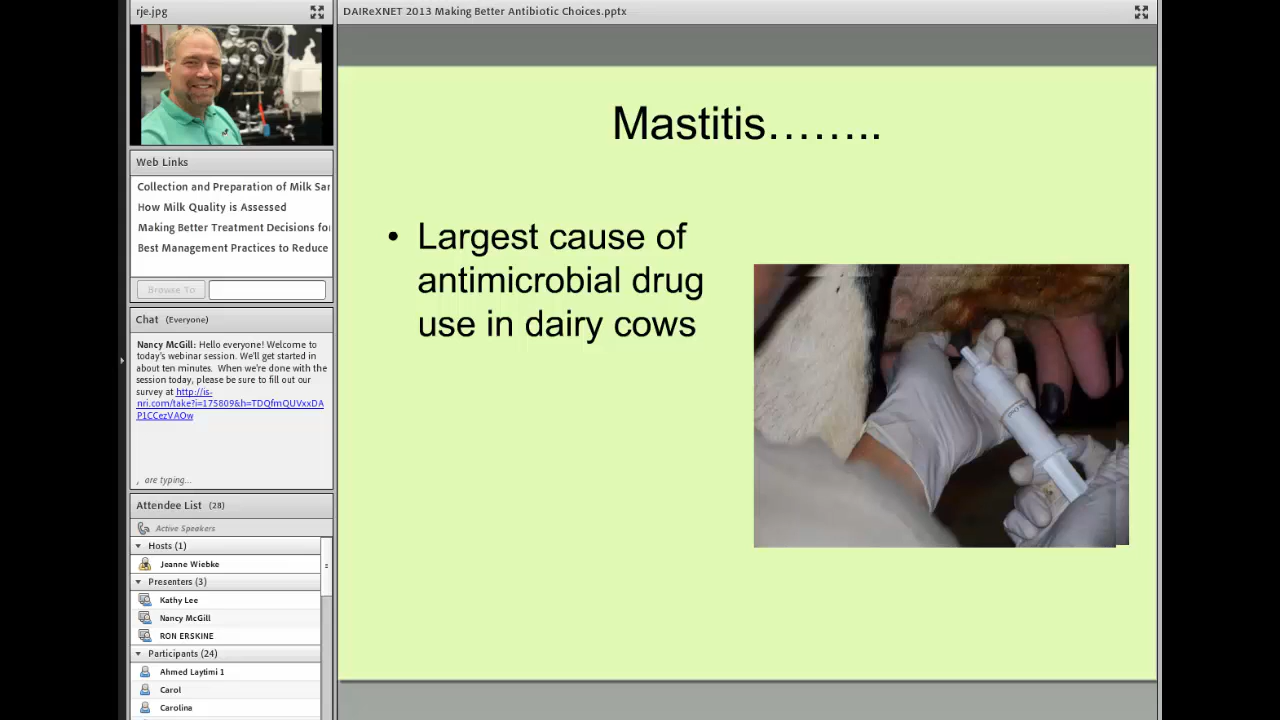 rje.jpg
Web Links
Collection and Preparation of Milk Sar
How Milk Quality is Assessed
Making Better Treatment Decisions for
Best Management Practices to Reduce
Browse To
Chat (Everyone)
Nancy McGill: Hello everyone! Welcome to
today's webinar session. We'll get started in
about ten minutes. When we're done with the
session today, please be sure to fill out our
survey at http://is-
nri.com/take?i=175809&h=TDQfmQUVxxDA
P1CCezVAOw
, are typing...
Attendee List (28)
Active Speakers
Hosts (1)
Jeanne Wiebke
Presenters (3)
Kathy Lee
Nancy McGill
RON ERSKINE
Participants (24)
Ahmed Laytimi 1
Carol
Carolina
DAIReXNET 2013 Making Better Antibiotic Choices.pptx
Mastitis……..
• Largest cause of
antimicrobial drug
use in dairy cows